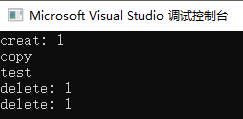 Microsoft Visual Studio 调试控制台
creat: 1
copy
test
delete: 1
delete: 1